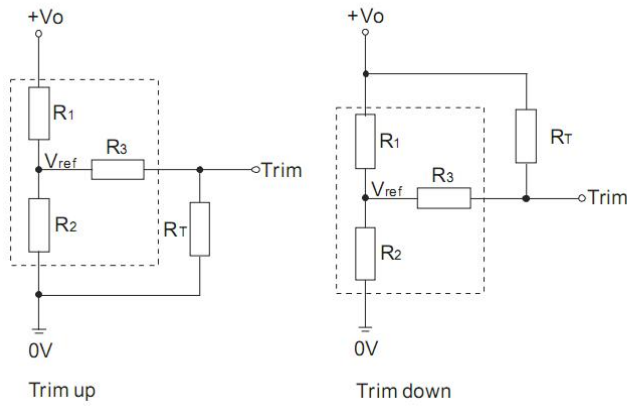 +Vo
R1
Vref
R3
Trim
R2
RT
0V
Trim up
+Vo
R1
RT
Vref
R3
Trim
R2
0V
Trim down